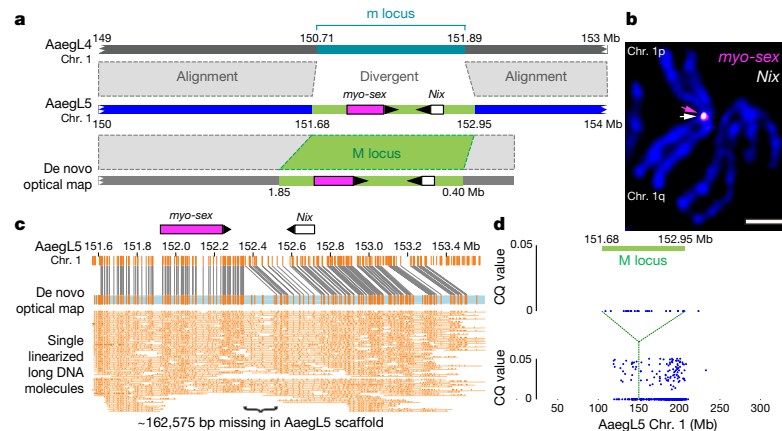 a
m locus
149
150.71
151.89
153 Mb
AaegL4
Chr. 1
Alignment
Divergent
Alignment
myo-sex
Nix
AaegL5
Chr. 1
150
151.68
152.95
154 Mb
M locus
De novo
optical map
1.85
0.40 Mb
b
Chr. 1p
myo-sex
Nix
Chr. 1q
c
myo-sex
Nix
AaegL5
Chr. 1
151.6 151.8 152.0 152.2 152.4 152.6 152.8 153.0 153.2 153.4 Mb
De novo
optical map
Single
linearized
long DNA
molecules
~162,575 bp missing in AaegL5 scaffold
d
151.68
152.95 Mb
0.05
M locus
CQ value
0
0.05
CQ value
0
50 100 150 200 250
AaegL5 Chr. 1 (Mb)